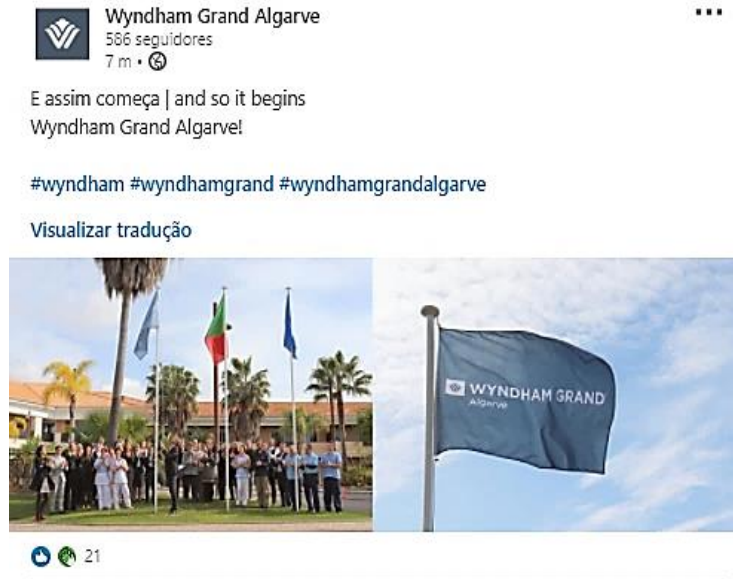 Wyndham Grand Algarve
586 seguidores
7 m •
E assim começa | and so it begins
Wyndham Grand Algarve!
#wyndham #wyndhamgrand #wyndhamgrandalgarve
Visualizar tradução
WYNDHAM GRAND
Algarve
21